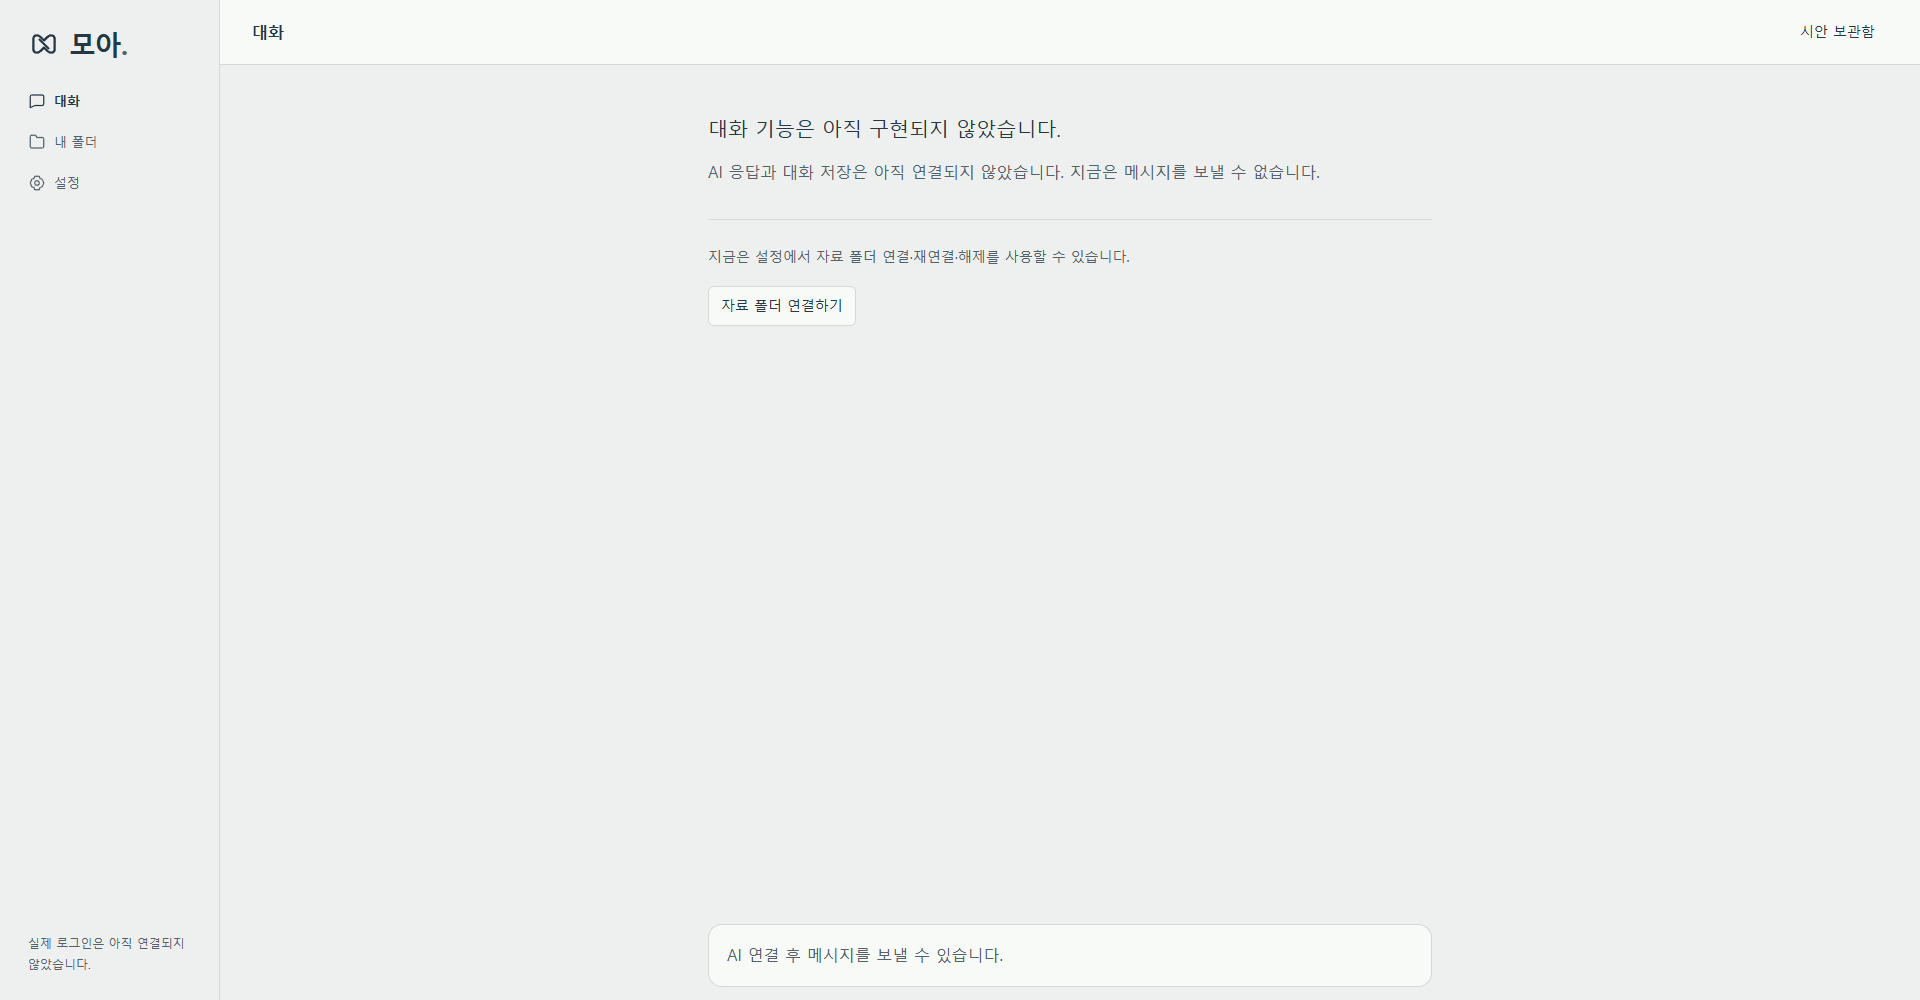 모아.
대화
내 폴더
설정
실제 로그인은 아직 연결되지
않았습니다.
대화
시안 보관함
대화 기능은 아직 구현되지 않았습니다.
AI 응답과 대화 저장은 아직 연결되지 않았습니다. 지금은 메시지를 보낼 수 없습니다.
지금은 설정에서 자료 폴더 연결·재연결·해제를 사용할 수 있습니다.
자료 폴더 연결하기
AI 연결 후 메시지를 보낼 수 있습니다.